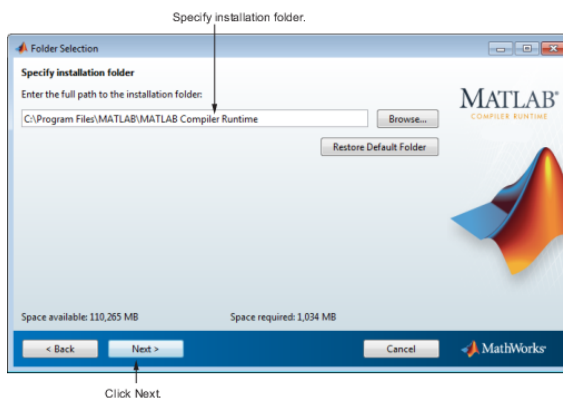 Specify installation folder.
Folder Selection
Specify installation folder
Enter the full path to the installation folder:
C:\Program Files\MATLAB\MATLAB Compiler Runtime
Browse...
Restore Default Folder
MATLAB®
COMPILER RUNTIME
Space available: 110,265 MB
Space required: 1,034 MB
< Back
Next >
Cancel
MathWorks®
Click Next.